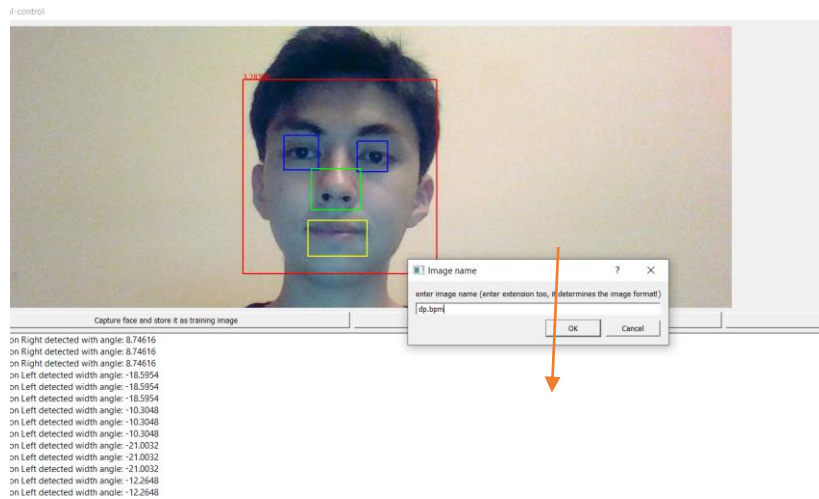 al-control
Image name
enter image name (enter extension too, it determines the image format!)
dp.bpm
OK Cancel
Capture face and store it as training image
on Right detected with angle: 8.74616
on Right detected with angle: 8.74616
on Right detected with angle: 8.74616
on Left detected width angle: -18.5954
on Left detected width angle: -18.5954
on Left detected width angle: -18.5954
on Left detected width angle: -10.3048
on Left detected width angle: -10.3048
on Left detected width angle: -10.3048
on Left detected width angle: -21.0032
on Left detected width angle: -21.0032
on Left detected width angle: -21.0032
on Left detected width angle: -12.2648
on Left detected width angle: -12.2648